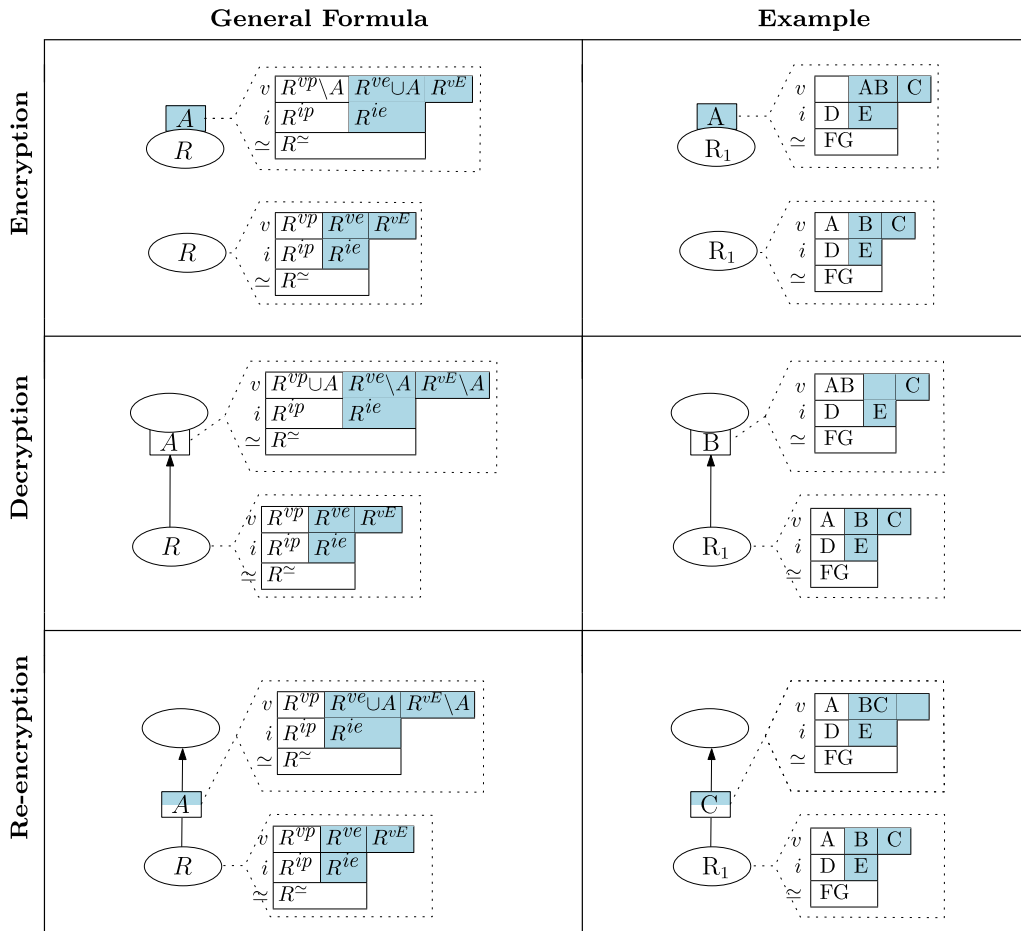 General Formula
Example
Encryption
A
R
v R^{vp}\A R^{ve}∪A R^{vE}
i R^{ip} R^{ie}
≃ R^≃
R
v R^{vp} R^{ve} R^{vE}
i R^{ip} R^{ie}
≃ R^≃
A
R₁
v AB C
i D E
≃ FG
R₁
v A B C
i D E
≃ FG
Decryption
A
v R^{vp}∪A R^{ve}\A R^{vE}\A
i R^{ip} R^{ie}
≃ R^≃
R
v R^{vp} R^{ve} R^{vE}
i R^{ip} R^{ie}
≃ R^≃
B
v AB C
i D E
≃ FG
R₁
v A B C
i D E
≃ FG
Re-encryption
A
v R^{vp} R^{ve}∪A R^{vE}\A
i R^{ip} R^{ie}
≃ R^≃
R
v R^{vp} R^{ve} R^{vE}
i R^{ip} R^{ie}
≃ R^≃
C
v A BC
i D E
≃ FG
R₁
v A B C
i D E
≃ FG